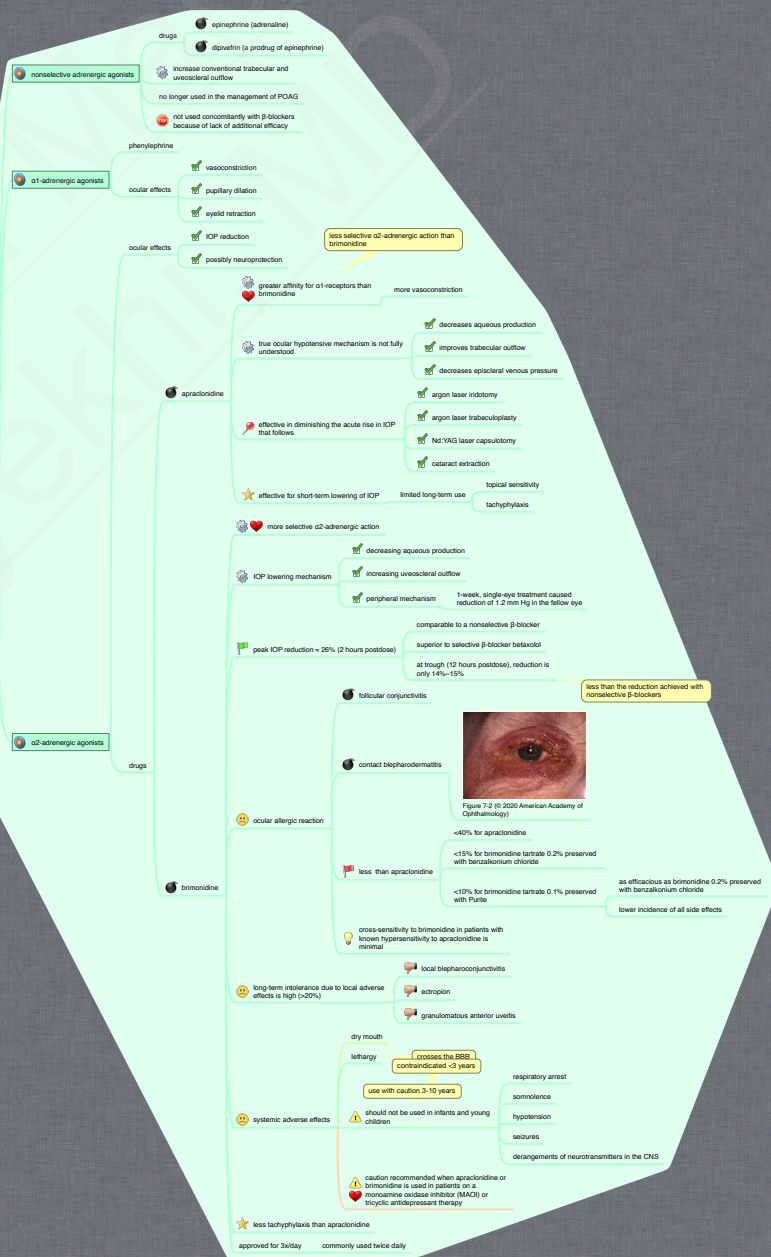 epinephrine (adrenaline)
drugs
dipivefrin (a prodrug of epinephrine)
nonselective adrenergic agonists
increase conventional trabecular and
uveoscleral outflow
no longer used in the management of POAG
STOP
not used concomitantly with β-blockers
because of lack of additional efficacy
phenylephrine
α1-adrenergic agonists
vasoconstriction
ocular effects
pupillary dilation
eyelid retraction
IOP reduction
ocular effects
possibly neuroprotection
less selective α2-adrenergic action than
brimonidine
greater affinity for α1-receptors than
brimonidine
more vasoconstriction
decreases aqueous production
true ocular hypotensive mechanism is not fully
understood
improves trabecular outflow
decreases episcleral venous pressure
apraclonidine
argon laser iridotomy
effective in diminishing the acute rise in IOP
that follows
argon laser trabeculoplasty
Nd:YAG laser capsulotomy
cataract extraction
effective for short-term lowering of IOP
limited long-term use
topical sensitivity
tachyphylaxis
more selective α2-adrenergic action
decreasing aqueous production
IOP lowering mechanism
increasing uveoscleral outflow
peripheral mechanism
1-week, single-eye treatment caused
reduction of 1.2 mm Hg in the fellow eye
comparable to a nonselective β-blocker
peak IOP reduction ≈ 26% (2 hours postdose)
superior to selective β-blocker betaxolol
at trough (12 hours postdose), reduction is
only 14%–15%
less than the reduction achieved with
nonselective β-blockers
follicular conjunctivitis
α2-adrenergic agonists
drugs
contact blepharodermatitis
Figure 7-2 (© 2020 American Academy of
Ophthalmology)
ocular allergic reaction
<40% for apraclonidine
<15% for brimonidine tartrate 0.2% preserved
with benzalkonium chloride
less than apraclonidine
<10% for brimonidine tartrate 0.1% preserved
with Purite
as efficacious as brimonidine 0.2% preserved
with benzalkonium chloride
lower incidence of all side effects
brimonidine
cross-sensitivity to brimonidine in patients with
known hypersensitivity to apraclonidine is
minimal
local blepharoconjunctivitis
long-term intolerance due to local adverse
effects is high (>20%)
ectropion
granulomatous anterior uveitis
dry mouth
lethargy
crosses the BBB
contraindicated <3 years
use with caution 3-10 years
respiratory arrest
somnolence
systemic adverse effects
should not be used in infants and young
children
hypotension
seizures
derangements of neurotransmitters in the CNS
caution recommended when apraclonidine or
brimonidine is used in patients on a
monoamine oxidase inhibitor (MAOI) or
tricyclic antidepressant therapy
less tachyphylaxis than apraclonidine
approved for 3x/day
commonly used twice daily